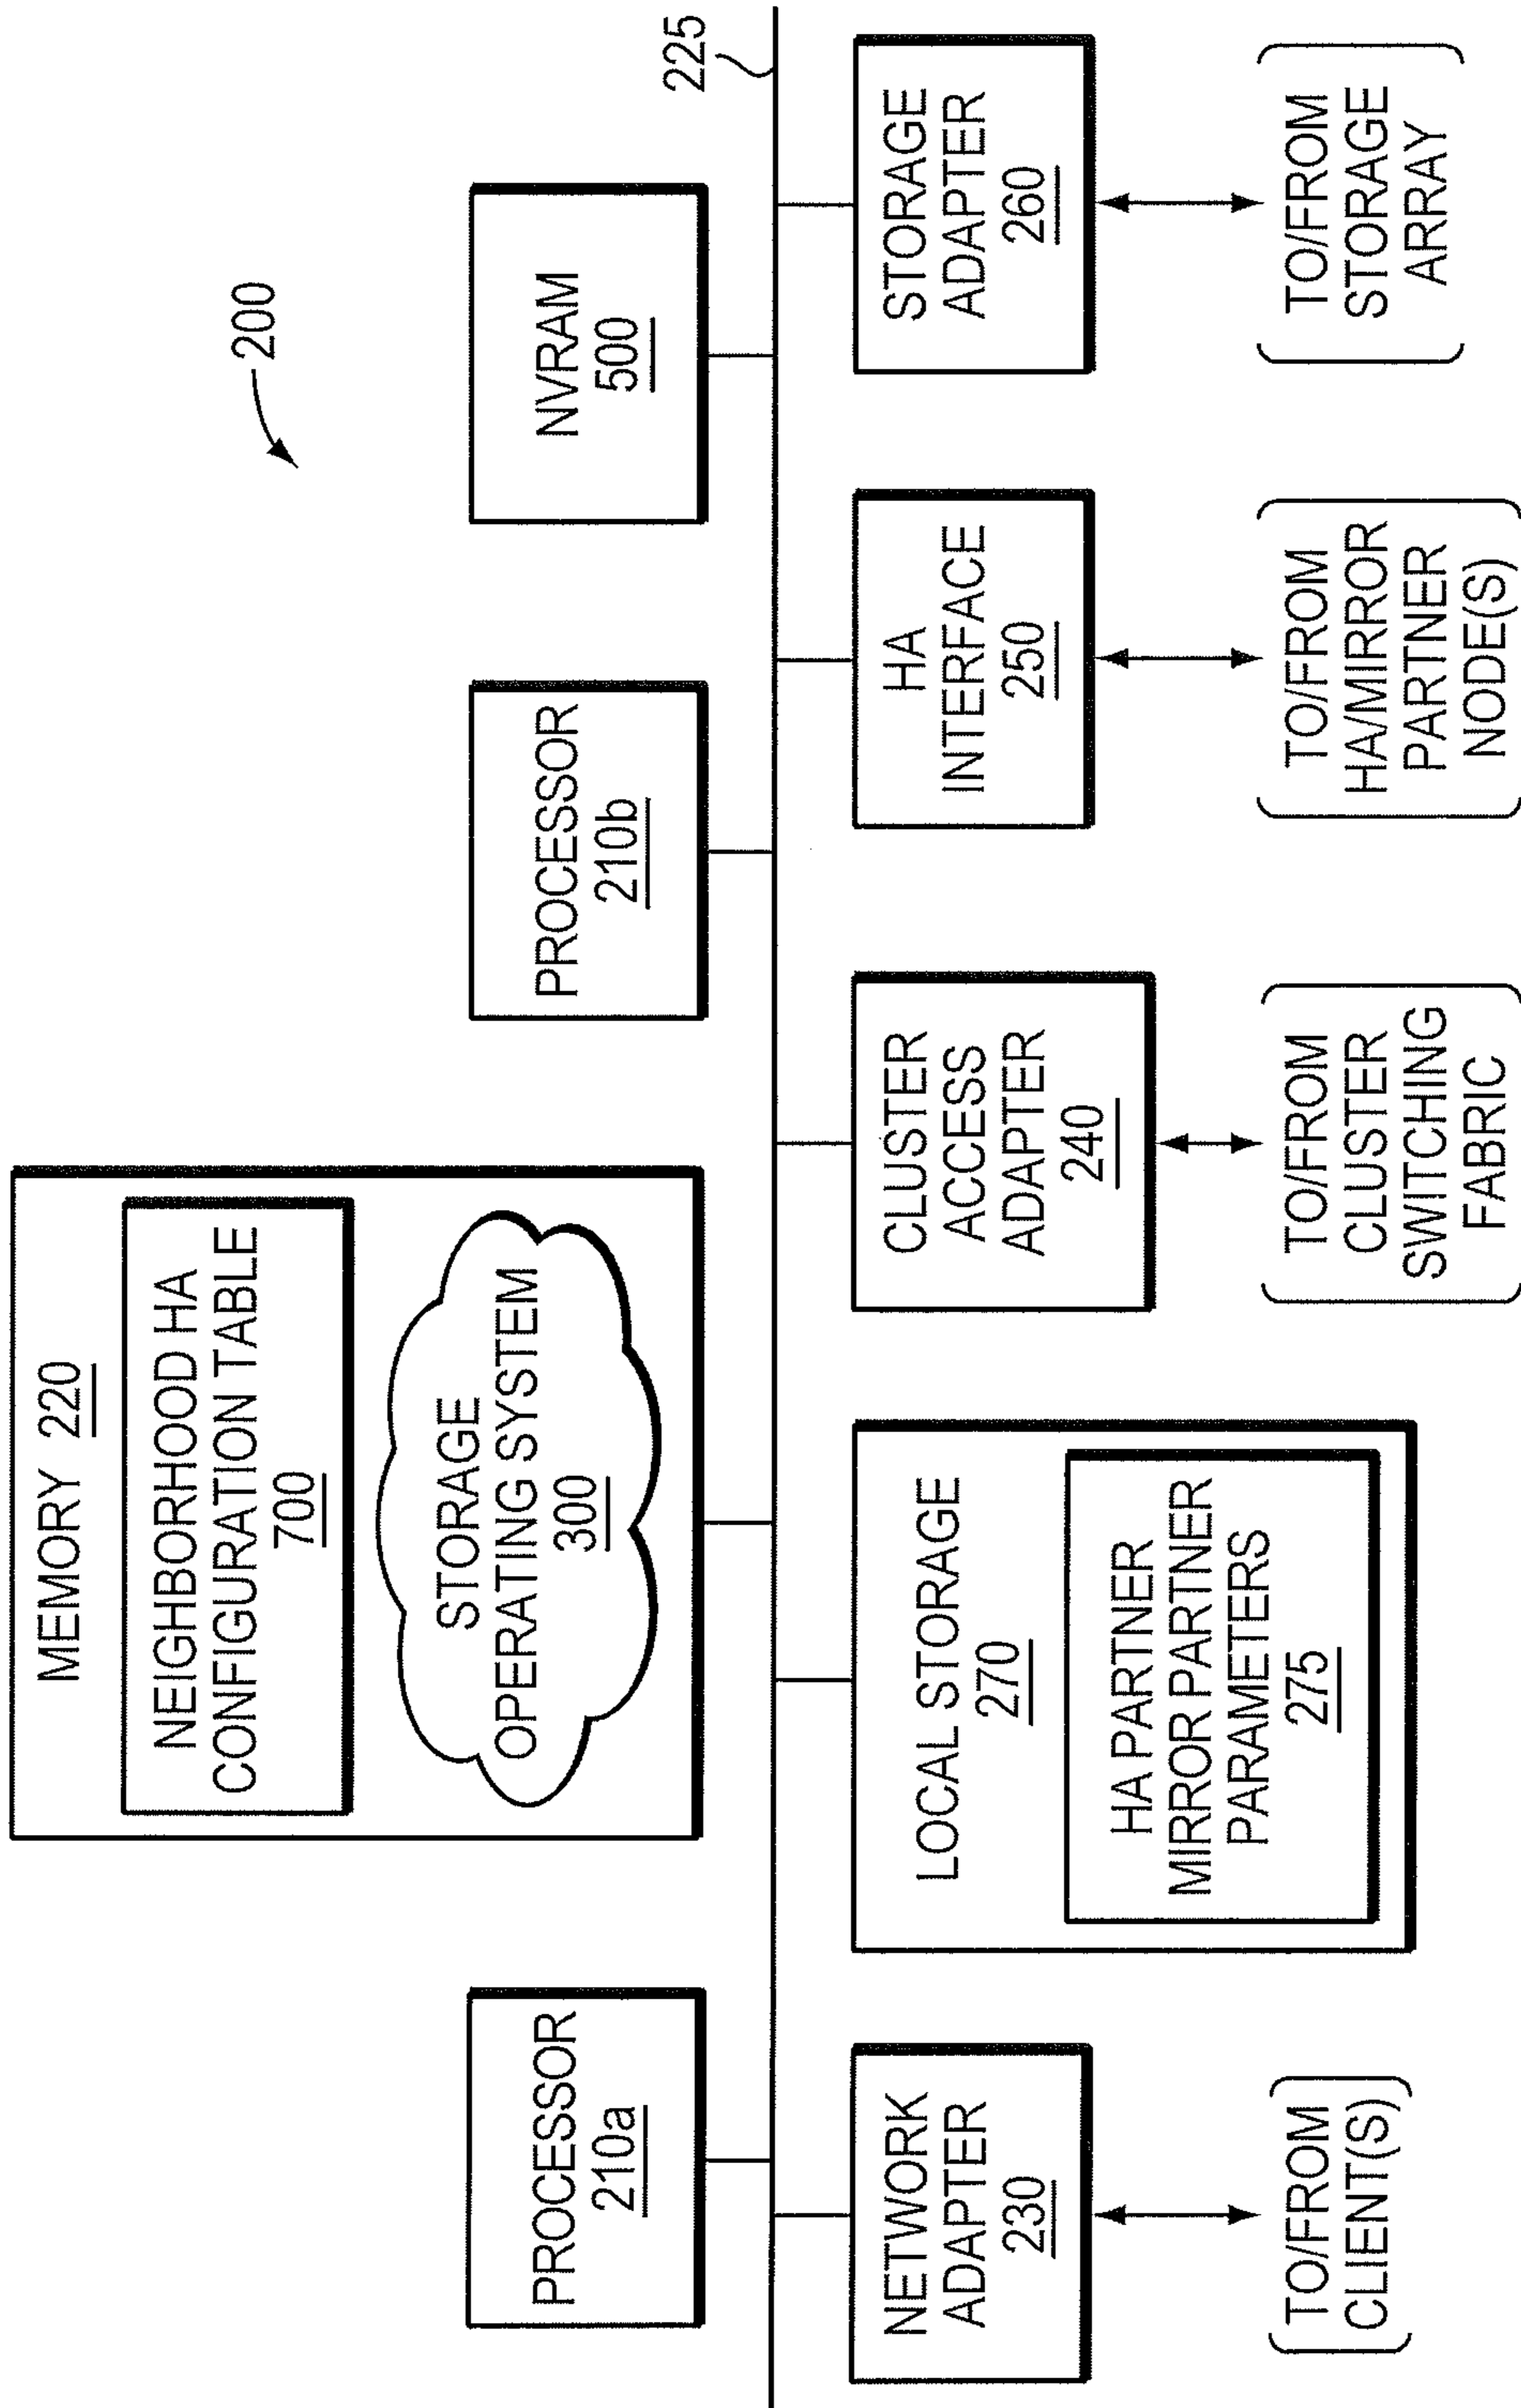 200
MEMORY 220
NEIGHBORHOOD HA
CONFIGURATION TABLE
700
STORAGE
OPERATING SYSTEM
300
PROCESSOR
210a
PROCESSOR
210b
NVRAM
500
225
NETWORK
ADAPTER
230
LOCAL STORAGE
270
HA PARTNER
MIRROR PARTNER
PARAMETERS
275
CLUSTER
ACCESS
ADAPTER
240
HA
INTERFACE
250
STORAGE
ADAPTER
260
TO/FROM
CLIENT(S)
TO/FROM
CLUSTER
SWITCHING
FABRIC
TO/FROM
HA/MIRROR
PARTNER
NODE(S)
TO/FROM
STORAGE
ARRAY